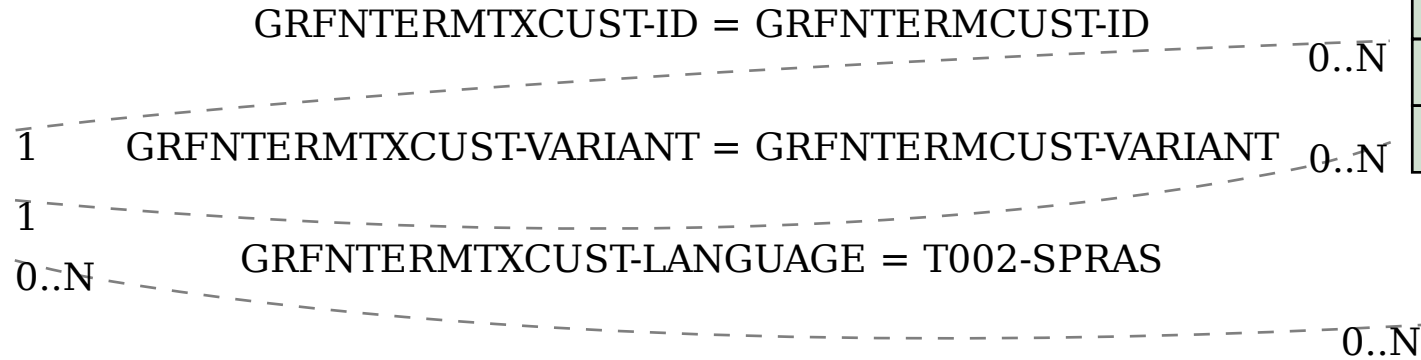 GRFNTERMTXCUST-ID = GRFNTERMCUST-ID
0..N
1
GRFNTERMTXCUST-VARIANT = GRFNTERMCUST-VARIANT
0..N
1
GRFNTERMTXCUST-LANGUAGE = T002-SPRAS
0..N
0..N